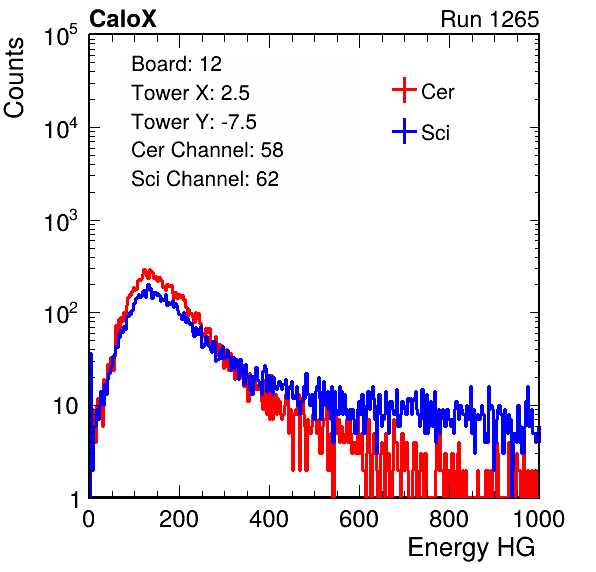 CaloX Run 1265
Counts
10^5
10^4
10^3
10^2
10
1
Board: 12
Tower X: 2.5
Tower Y: -7.5
Cer Channel: 58
Sci Channel: 62
Cer
Sci
0 200 400 600 800 1000
Energy HG